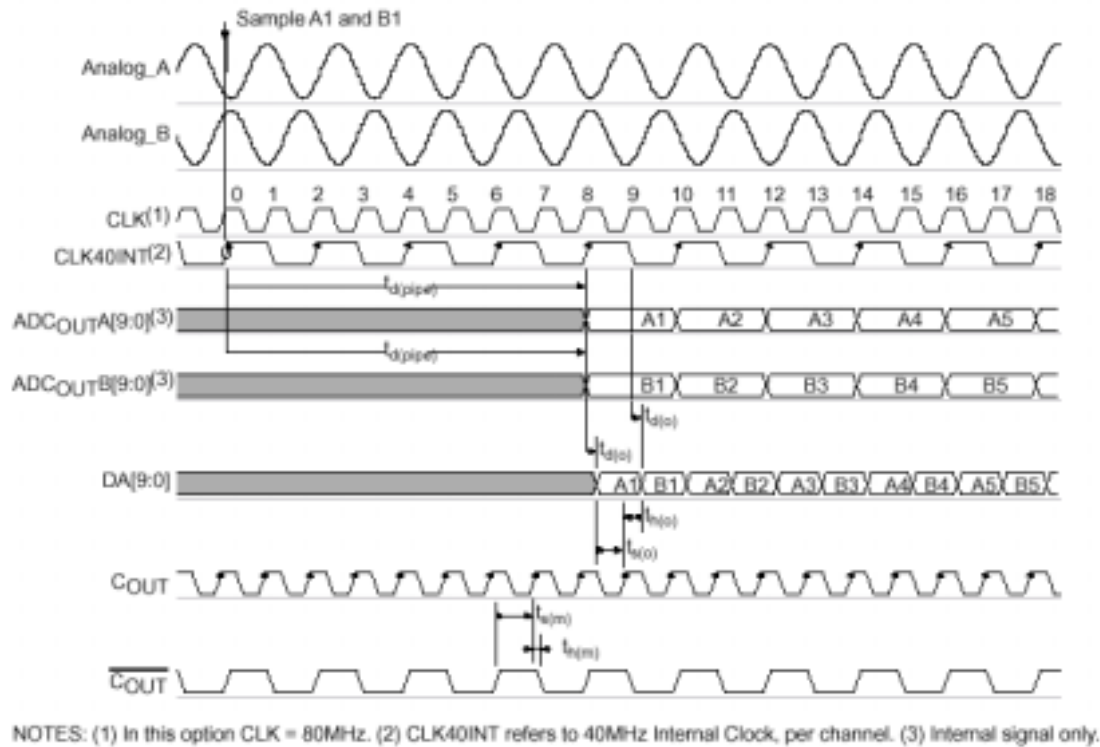 Sample A1 and B1
Analog_A
Analog_B
0 1 2 3 4 5 6 7 8 9 10 11 12 13 14 15 16 17 18
CLK(1)
CLK40INT(2)
td(pipe)
ADCOUTA[9:0](3) A1 A2 A3 A4 A5
td(pipe)
ADCOUTB[9:0](3) B1 B2 B3 B4 B5
td(o)
td(o)
DA[9:0] A1 B1 A2 B2 A3 B3 A4 B4 A5 B5
th(o)
ts(o)
COUT
ts(m)
th(m)
COUT
NOTES: (1) In this option CLK = 80MHz. (2) CLK40INT refers to 40MHz Internal Clock, per channel. (3) Internal signal only.